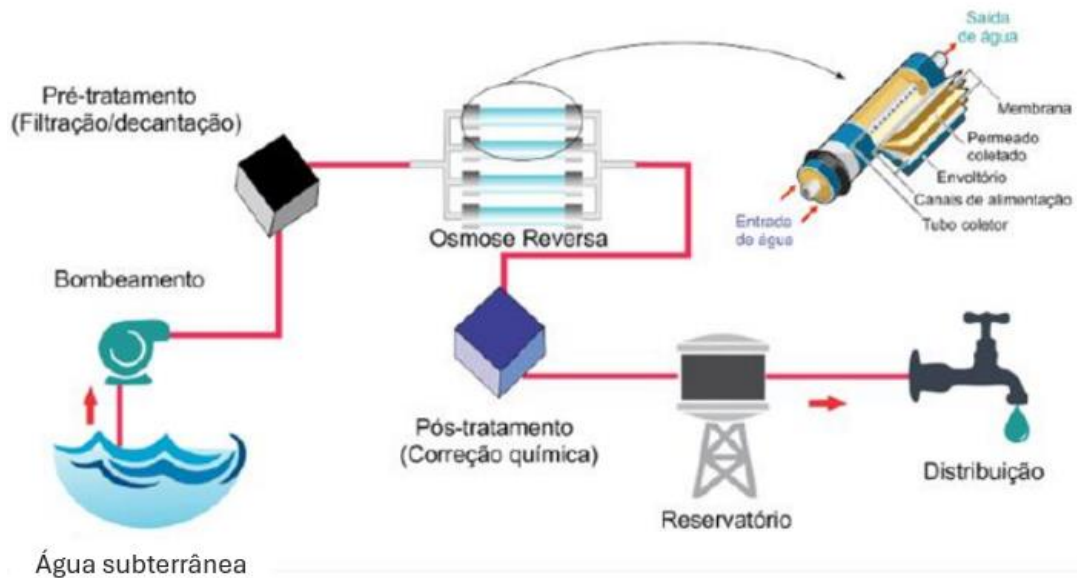 Saída
de água
Pré-tratamento
(Filtração/decantação)
Membrana
Permeado
coletado
Envoltório
Canais de alimentação
Tubo coletor
Entrada
de água
Osmose Reversa
Bombeamento
Pós-tratamento
(Correção química)
Reservatório
Distribuição
Água subterrânea